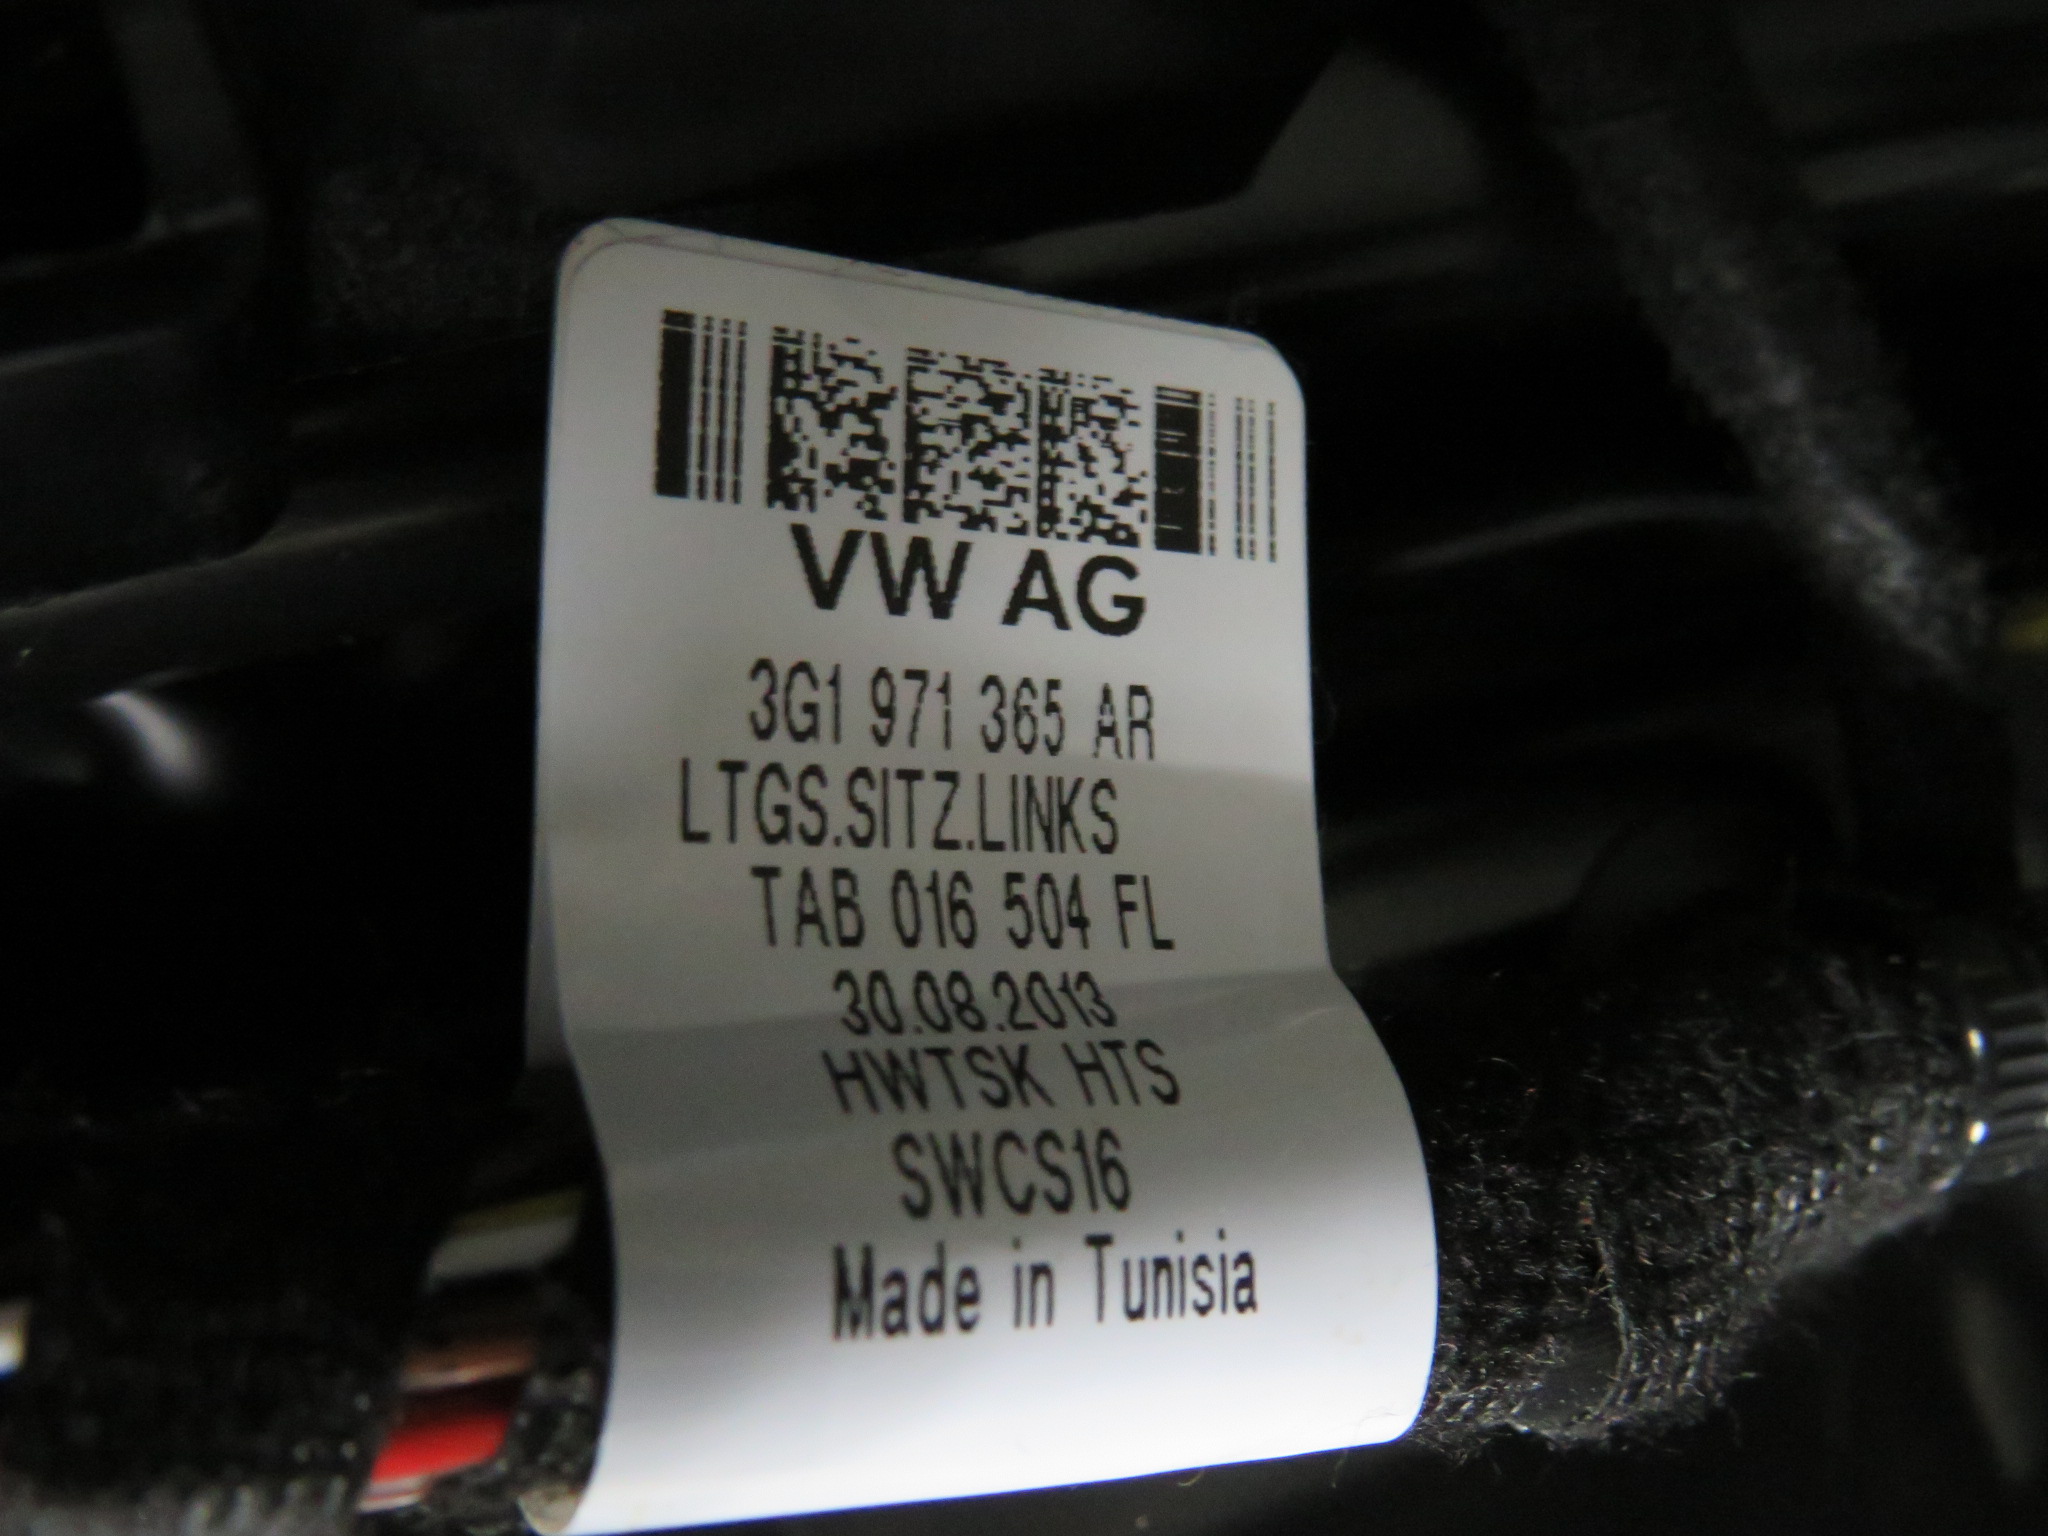 VW AG
3G1 971 365 AR
LTGS.SITZ.LINKS
TAB 016 504 FL
30.08.2013
HWTSK HTS
SWCS16
Made in Tunisia